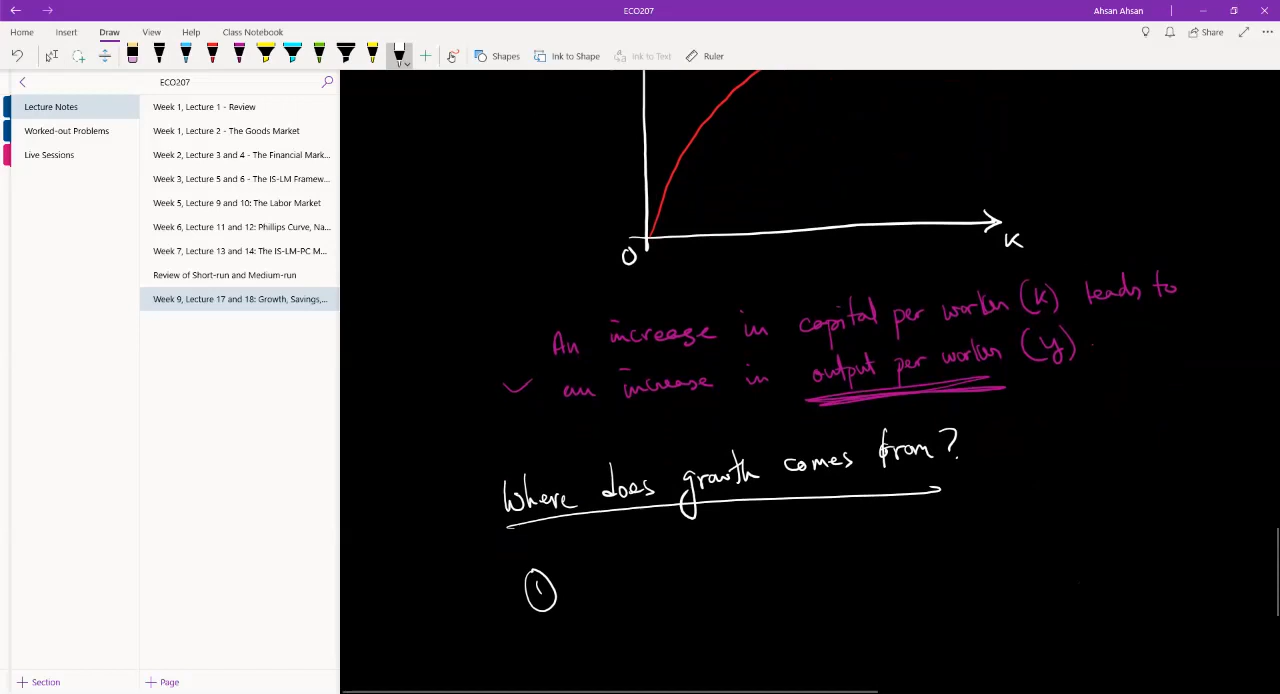 ECO207
Ahsan Ahsan
Home
Insert
Draw
View
Help
Class Notebook
Share
Shapes
Ink to Shape
Ink to Text
Ruler
ECO207
Lecture Notes
Worked-out Problems
Live Sessions
Week 1, Lecture 1 - Review
Week 1, Lecture 2 - The Goods Market
Week 2, Lecture 3 and 4 - The Financial Mark...
Week 3, Lecture 5 and 6 - The IS-LM Framew...
Week 5, Lecture 9 and 10: The Labor Market
Week 6, Lecture 11 and 12: Phillips Curve, Na...
Week 7, Lecture 13 and 14: The IS-LM-PC M...
Review of Short-run and Medium-run
Week 9, Lecture 17 and 18: Growth, Savings,...
+ Section
+ Page
0
K
An increase in capital per worker (K) leads to
an increase in output per worker (y).
Where does growth comes from?
1